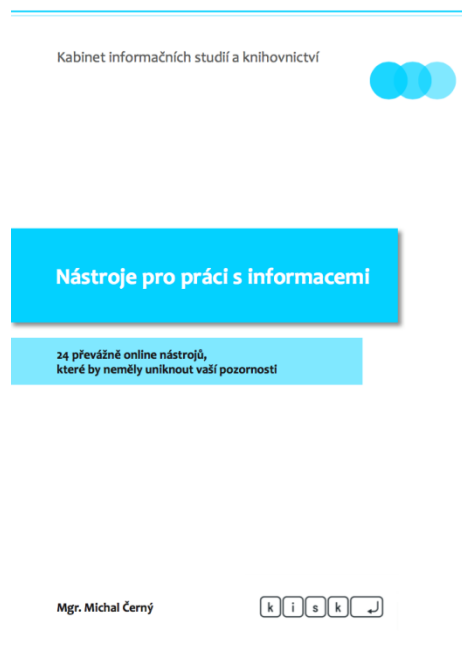 Kabinet informačních studií a knihovnictví
Nástroje pro práci s informacemi
24 převážně online nástrojů,
které by neměly uniknout vaší pozornosti
Mgr. Michal Černý
k i s k